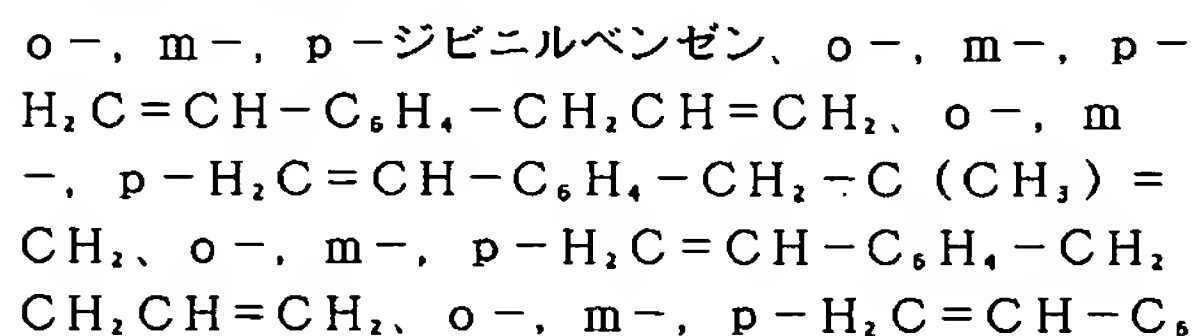 o－, m－, p－ジビニルベンゼン、o－, m－, p－
H₂C=CH－C₆H₄－CH₂CH=CH₂、o－, m
－, p－H₂C=CH－C₆H₄－CH₂－C (CH₃) =
CH₂、o－, m－, p－H₂C=CH－C₆H₄－CH₂
CH₂CH=CH₂、o－, m－, p－H₂C=CH－C₆